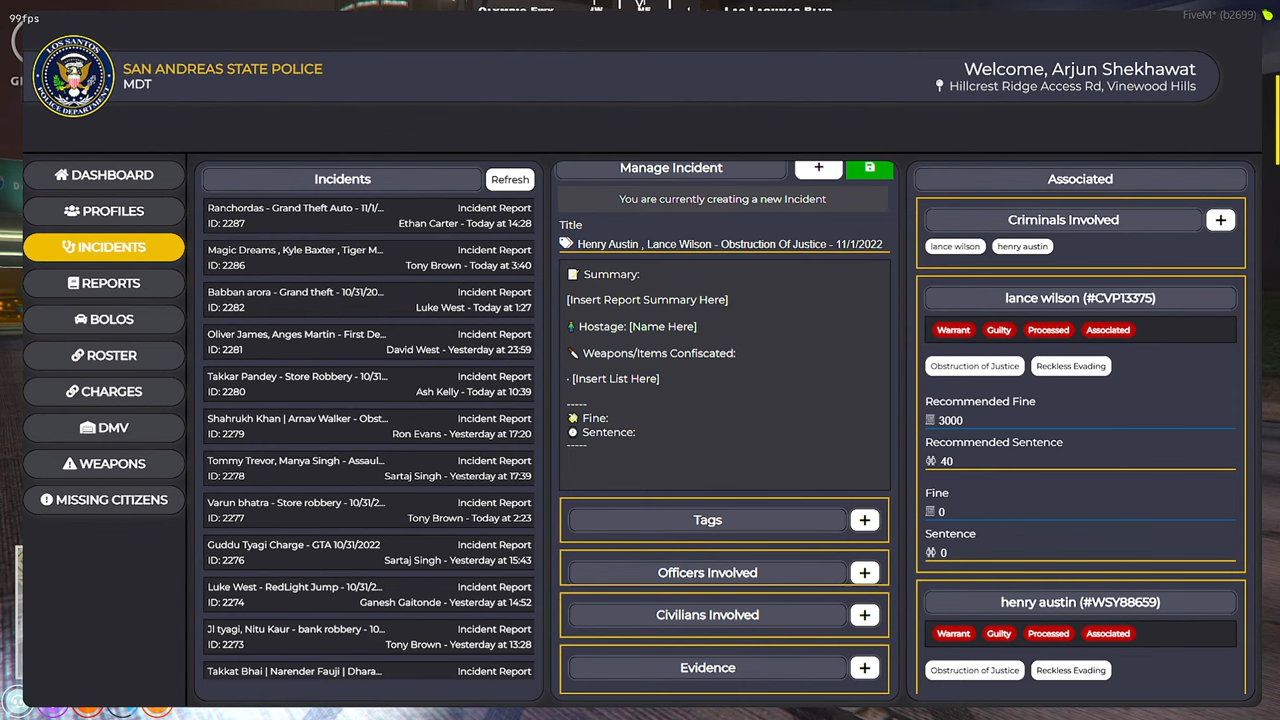 99fps
OLYMPIC FWY
LAS LAGUNAS BLVD
FiveM* (b2699)
LOS SANTOS
POLICE DEPARTMENT
SAN ANDREAS STATE POLICE
MDT
Welcome, Arjun Shekhawat
Hillcrest Ridge Access Rd, Vinewood Hills
DASHBOARD
PROFILES
INCIDENTS
REPORTS
BOLOS
ROSTER
CHARGES
DMV
WEAPONS
MISSING CITIZENS
Incidents
Refresh
Ranchordas - Grand Theft Auto - 11/1/... Incident Report
ID: 2287 Ethan Carter - Today at 14:28
Magic Dreams , Kyle Baxter , Tiger M... Incident Report
ID: 2286 Tony Brown - Today at 3:40
Babban arora - Grand theft - 10/31/20... Incident Report
ID: 2282 Luke West - Today at 1:27
Oliver James, Anges Martin - First De... Incident Report
ID: 2281 David West - Yesterday at 23:59
Takkar Pandey - Store Robbery - 10/31... Incident Report
ID: 2280 Ash Kelly - Today at 10:39
Shahrukh Khan | Arnav Walker - Obst... Incident Report
ID: 2279 Ron Evans - Yesterday at 17:20
Tommy Trevor, Manya Singh - Assaul... Incident Report
ID: 2278 Sartaj Singh - Yesterday at 17:39
Varun bhatra - Store robbery - 10/31/2... Incident Report
ID: 2277 Tony Brown - Today at 2:23
Guddu Tyagi Charge - GTA 10/31/2022 Incident Report
ID: 2276 Sartaj Singh - Yesterday at 15:43
Luke West - RedLight Jump - 10/31/2... Incident Report
ID: 2274 Ganesh Gaitonde - Yesterday at 14:52
Jl tyagi, Nitu Kaur - bank robbery - 10... Incident Report
ID: 2273 Tony Brown - Yesterday at 13:28
Takkat Bhai | Narender Fauji | Dhara... Incident Report
Manage Incident
+
You are currently creating a new Incident
Title
Henry Austin , Lance Wilson - Obstruction Of Justice - 11/1/2022
Summary:
[Insert Report Summary Here]
Hostage: [Name Here]
Weapons/Items Confiscated:
· [Insert List Here]
-----
Fine:
Sentence:
-----
Tags +
Officers Involved +
Civilians Involved +
Evidence +
Associated
Criminals Involved +
lance wilson henry austin
lance wilson (#CVP13375)
Warrant Guilty Processed Associated
Obstruction of Justice Reckless Evading
Recommended Fine
3000
Recommended Sentence
40
Fine
0
Sentence
0
henry austin (#WSY88659)
Warrant Guilty Processed Associated
Obstruction of Justice Reckless Evading